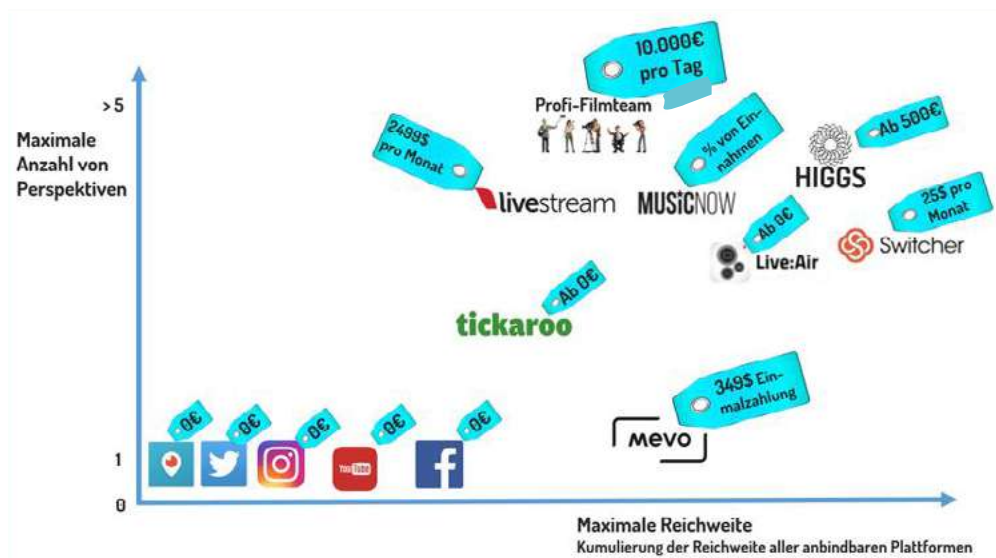 10.000€
pro Tag
>5
Maximale
Anzahl von
Perspektiven
Profi-Filmteam
2499$
pro Monat
% von Ein-
nahmen
Ab 500€
HIGGS
livestream
MUSICNOW
25$ pro
Monat
Ab 0€
Live:Air
Switcher
Ab 0€
tickaroo
349$ Ein-
malzahlung
mevo
0€
0€
0€
0€
0€
You Tube
f
1
0
Maximale Reichweite
Kumulierung der Reichweite aller anbindbaren Plattformen